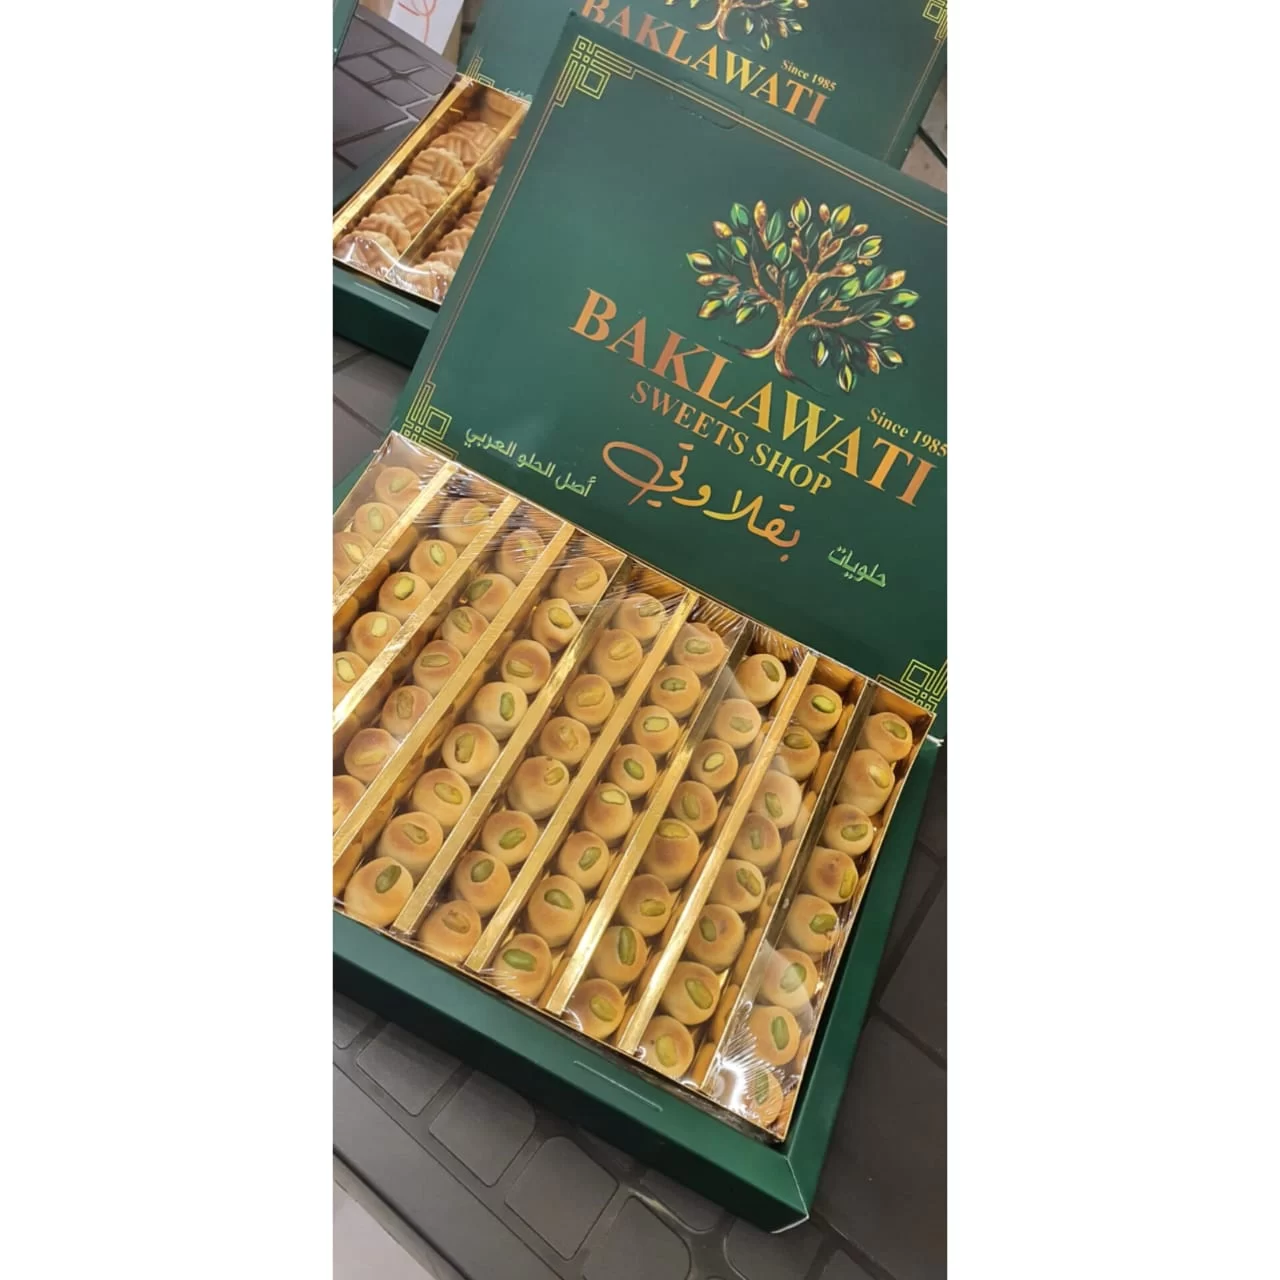 BAKLAWATI
Since 1985
BAKLAWATI
Since 1985
SWEETS SHOP
حلويات
بقلاوتي
أصل الحلو العربي